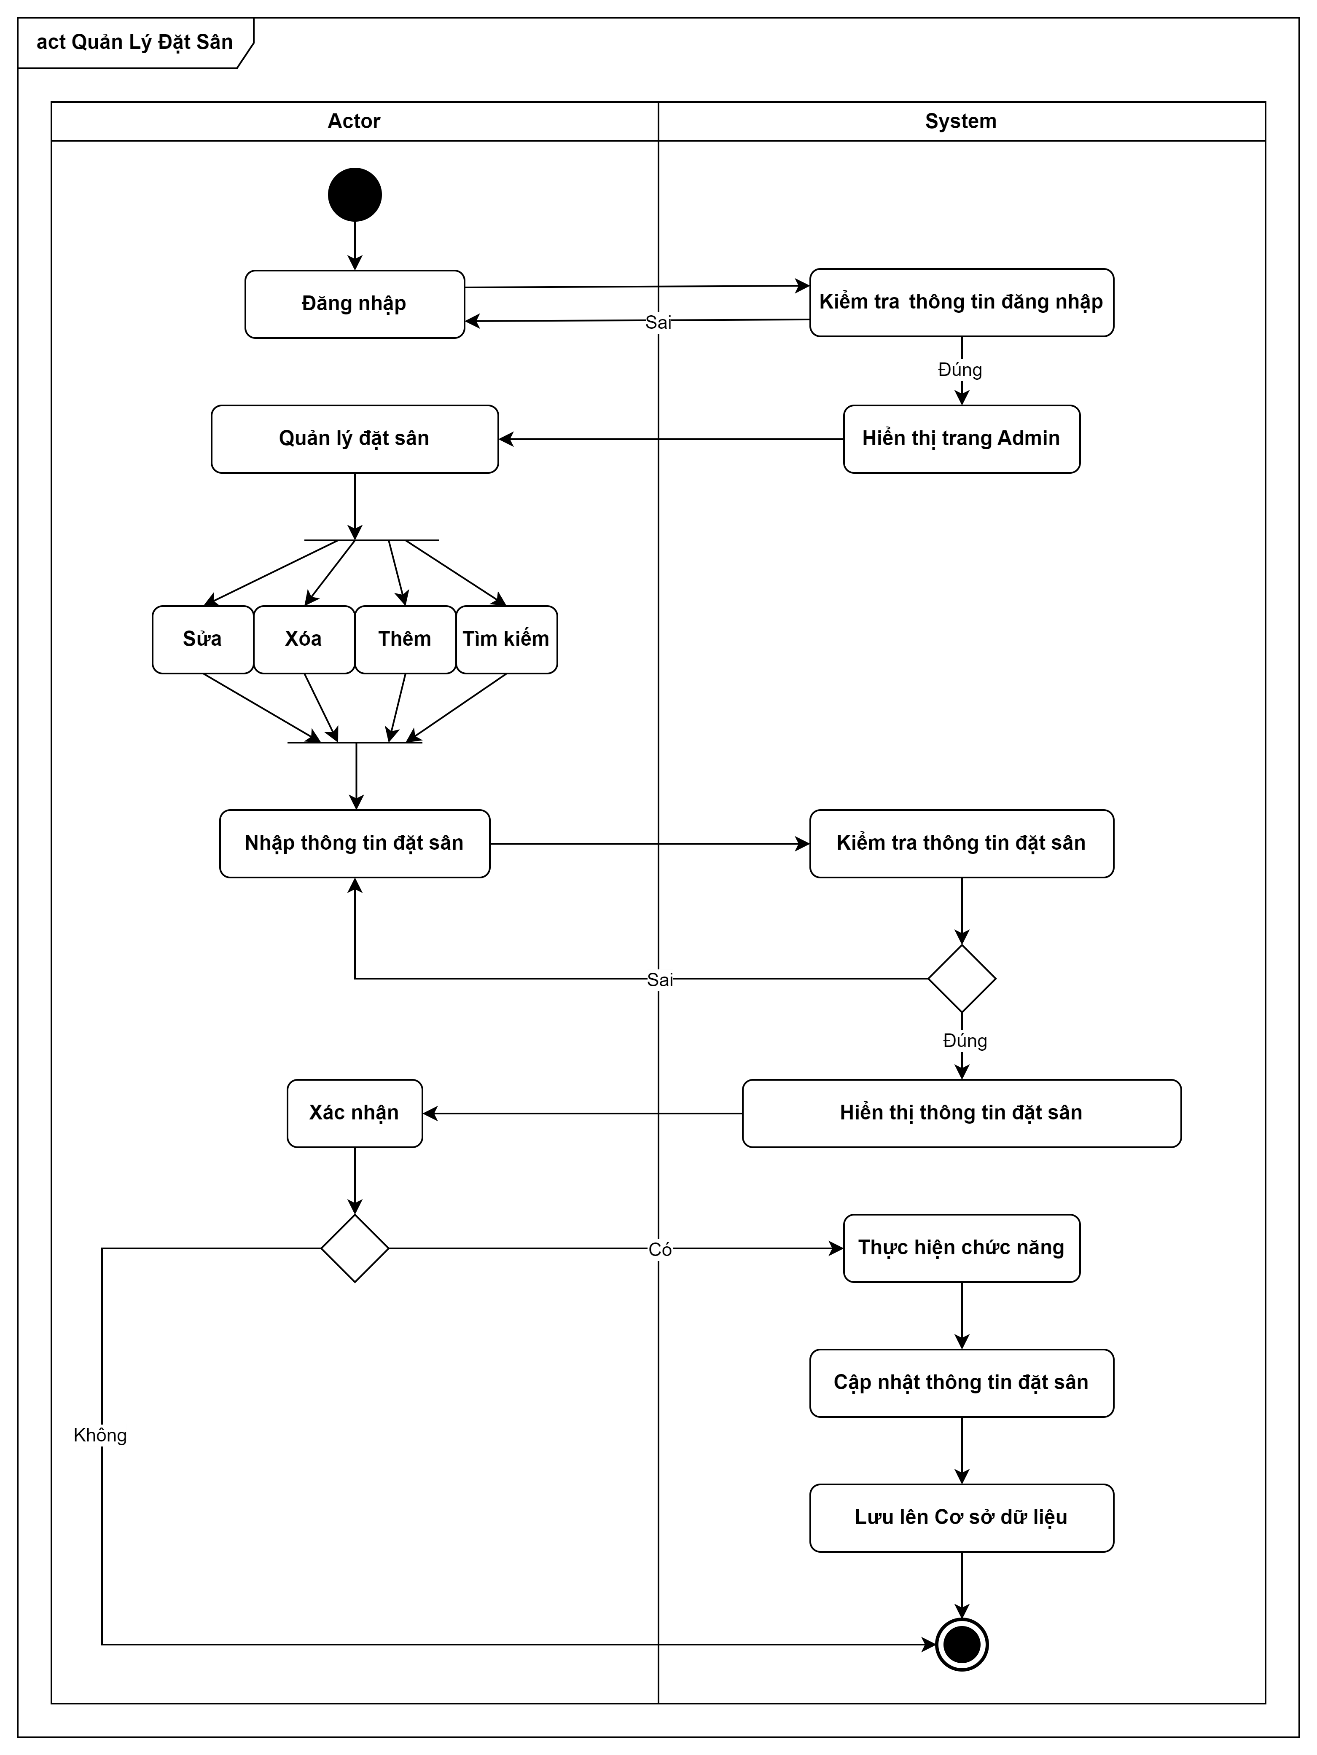 act Quản Lý Đặt Sân
Actor
System
Đăng nhập
Kiểm tra thông tin đăng nhập
Sai
Đúng
Quản lý đặt sân
Hiển thị trang Admin
Sửa
Xóa
Thêm
Tìm kiếm
Nhập thông tin đặt sân
Kiểm tra thông tin đặt sân
Sai
Đúng
Xác nhận
Hiển thị thông tin đặt sân
Có
Thực hiện chức năng
Cập nhật thông tin đặt sân
Không
Lưu lên Cơ sở dữ liệu